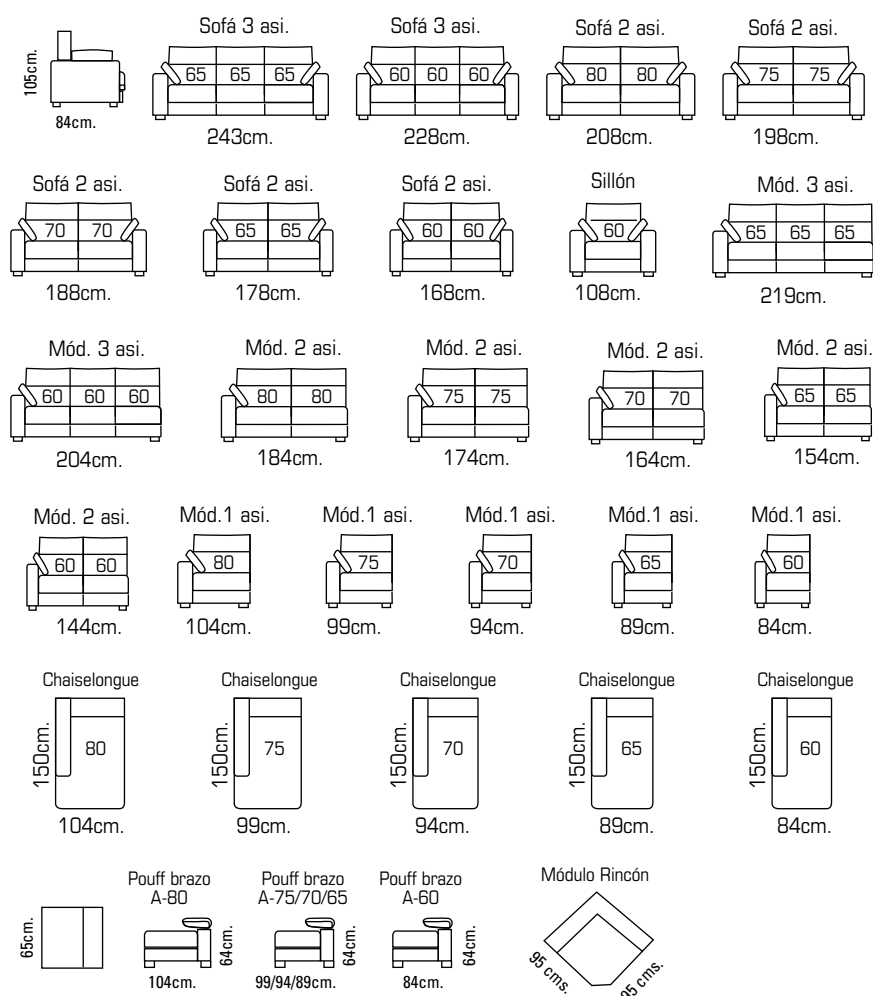 Sofá 3 asi.
Sofá 3 asi.
Sofá 2 asi.
Sofá 2 asi.
105cm.
65 65 65
60 60 60
80 80
75 75
84cm.
243cm.
228cm.
208cm.
198cm.
Sofá 2 asi.
Sofá 2 asi.
Sofá 2 asi.
Sillón
Mód. 3 asi.
70 70
65 65
60 60
60
65 65 65
188cm.
178cm.
168cm.
108cm.
219cm.
Mód. 3 asi.
Mód. 2 asi.
Mód. 2 asi.
Mód. 2 asi.
Mód. 2 asi.
60 60 60
80 80
75 75
70 70
65 65
204cm.
184cm.
174cm.
164cm.
154cm.
Mód. 2 asi.
Mód.1 asi.
Mód.1 asi.
Mód.1 asi.
Mód.1 asi.
Mód.1 asi.
60 60
80
75
70
65
60
144cm.
104cm.
99cm.
94cm.
89cm.
84cm.
Chaiselongue
Chaiselongue
Chaiselongue
Chaiselongue
Chaiselongue
150cm.
80
150cm.
75
150cm.
70
150cm.
65
150cm.
60
104cm.
99cm.
94cm.
89cm.
84cm.
Pouff brazo
A-80
Pouff brazo
A-75/70/65
Pouff brazo
A-60
Módulo Rincón
65cm.
64cm.
64cm.
64cm.
104cm.
99/94/89cm.
84cm.
95 cms.
95 cms.